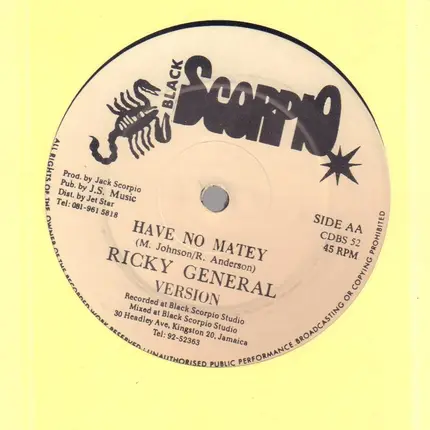 BLACK
SCORPIO
Prod. by Jack Scorpio
Pub. by J.S. Music
Dist. by Jet Star
Tel: 081-961 5818
SIDE AA
CDBS 52
45 RPM
HAVE NO MATEY
(M. Johnson/R. Anderson)
RICKY GENERAL
VERSION
Recorded at Black Scorpio Studio
Mixed at Black Scorpio Studio
30 Headley Ave, Kingston 20, Jamaica
Tel: 92-52363
ALL RIGHTS OF THE OWNER OF THE RECORDED WORK RESERVED / UNAUTHORISED PUBLIC PERFORMANCE BROADCASTING OR COPYING PROHIBITED